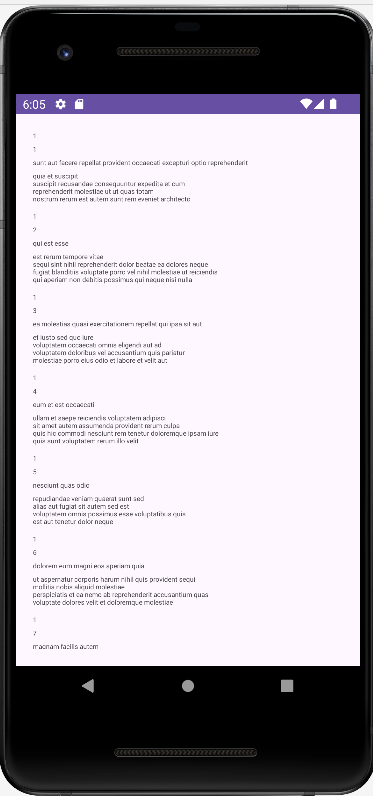 6:05
1
1
sunt aut facere repellat provident occaecati excepturi optio reprehenderit
quia et suscipit
suscipit recusandae consequuntur expedita et cum
reprehenderit molestiae ut ut quas totam
nostrum rerum est autem sunt rem eveniet architecto
1
2
qui est esse
est rerum tempore vitae
sequi sint nihil reprehenderit dolor beatae ea dolores neque
fugiat blanditiis voluptate porro vel nihil molestiae ut reiciendis
qui aperiam non debitis possimus qui neque nisi nulla
1
3
ea molestias quasi exercitationem repellat qui ipsa sit aut
et iusto sed quo iure
voluptatem occaecati omnis eligendi aut ad
voluptatem doloribus vel accusantium quis pariatur
molestiae porro eius odio et labore et velit aut
1
4
eum et est occaecati
ullam et saepe reiciendis voluptatem adipisci
sit amet autem assumenda provident rerum culpa
quis hic commodi nesciunt rem tenetur doloremque ipsam iure
quis sunt voluptatem rerum illo velit
1
5
nesciunt quas odio
repudiandae veniam quaerat sunt sed
alias aut fugiat sit autem sed est
voluptatem omnis possimus esse voluptatibus quis
est aut tenetur dolor neque
1
6
dolorem eum magni eos aperiam quia
ut aspernatur corporis harum nihil quis provident sequi
mollitia nobis aliquid molestiae
perspiciatis et ea nemo ab reprehenderit accusantium quas
voluptate dolores velit et doloremque molestiae
1
7
magnam facilis autem